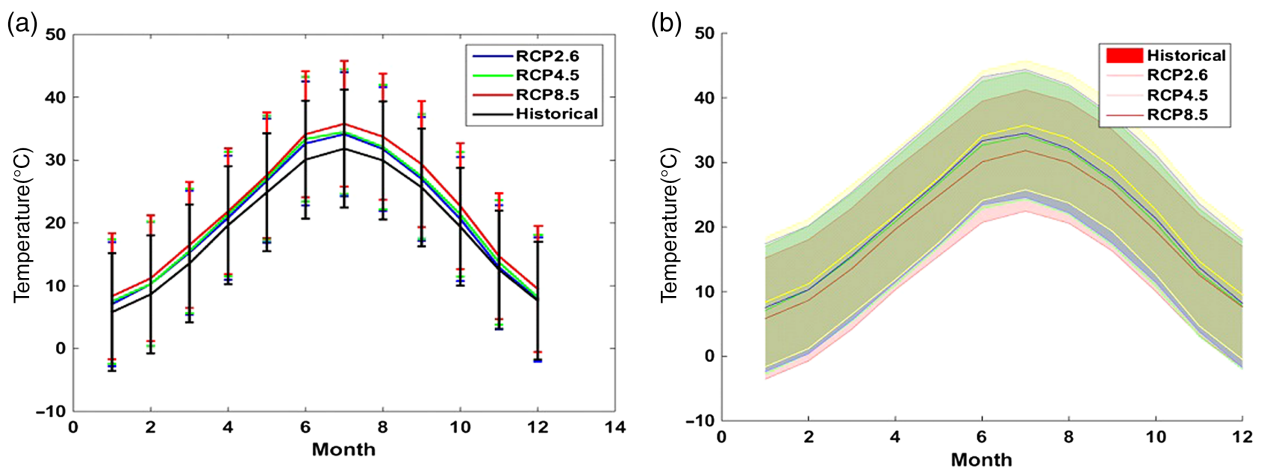 (a)
50
40
30
20
10
0
−10
0 2 4 6 8 10 12 14
Temperature(°C)
Month
RCP2.6
RCP4.5
RCP8.5
Historical
(b)
50
40
30
20
10
0
−10
0 2 4 6 8 10 12
Temperature(°C)
Month
Historical
RCP2.6
RCP4.5
RCP8.5